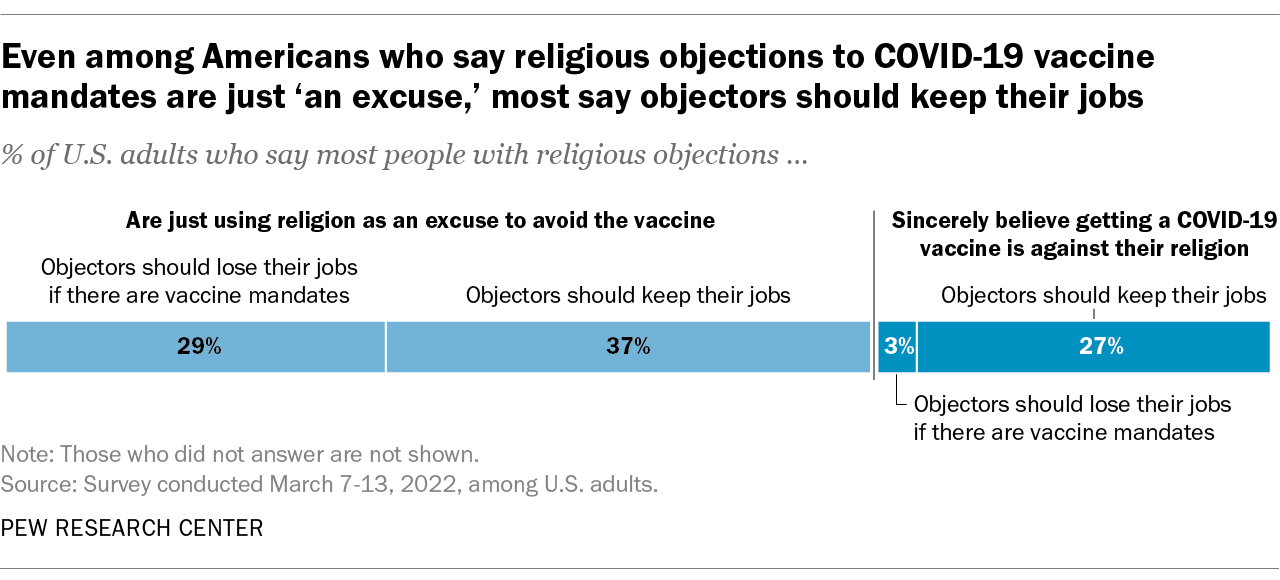 Even among Americans who say religious objections to COVID-19 vaccine
mandates are just ‘an excuse,’ most say objectors should keep their jobs
% of U.S. adults who say most people with religious objections ...
Are just using religion as an excuse to avoid the vaccine
Objectors should lose their jobs
if there are vaccine mandates
Objectors should keep their jobs
29%
37%
Sincerely believe getting a COVID-19
vaccine is against their religion
Objectors should keep their jobs
3%
27%
Objectors should lose their jobs
if there are vaccine mandates
Note: Those who did not answer are not shown.
Source: Survey conducted March 7-13, 2022, among U.S. adults.
PEW RESEARCH CENTER